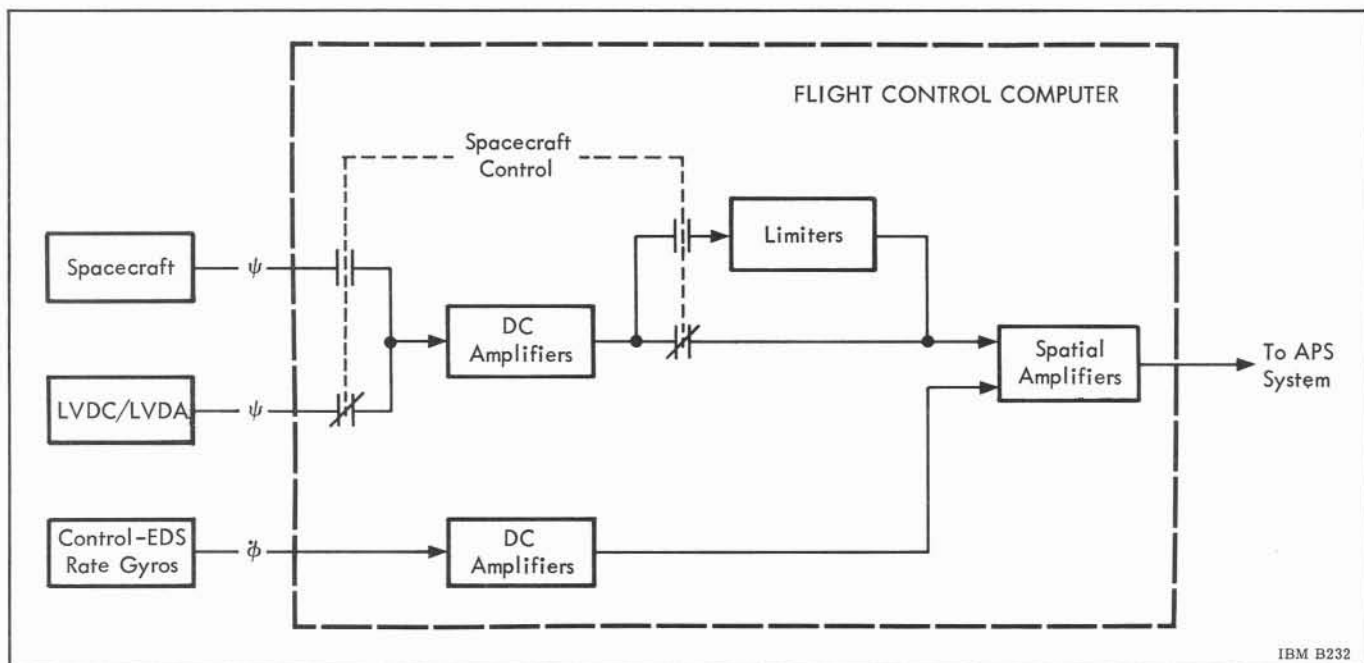 FLIGHT CONTROL COMPUTER
Spacecraft
Control
Spacecraft
ψ
Limiters
DC
Amplifiers
Spatial
Amplifiers
To APS
System
LVDC/LVDA
ψ
Control-EDS
Rate Gyros
φ̇
DC
Amplifiers
IBM B232